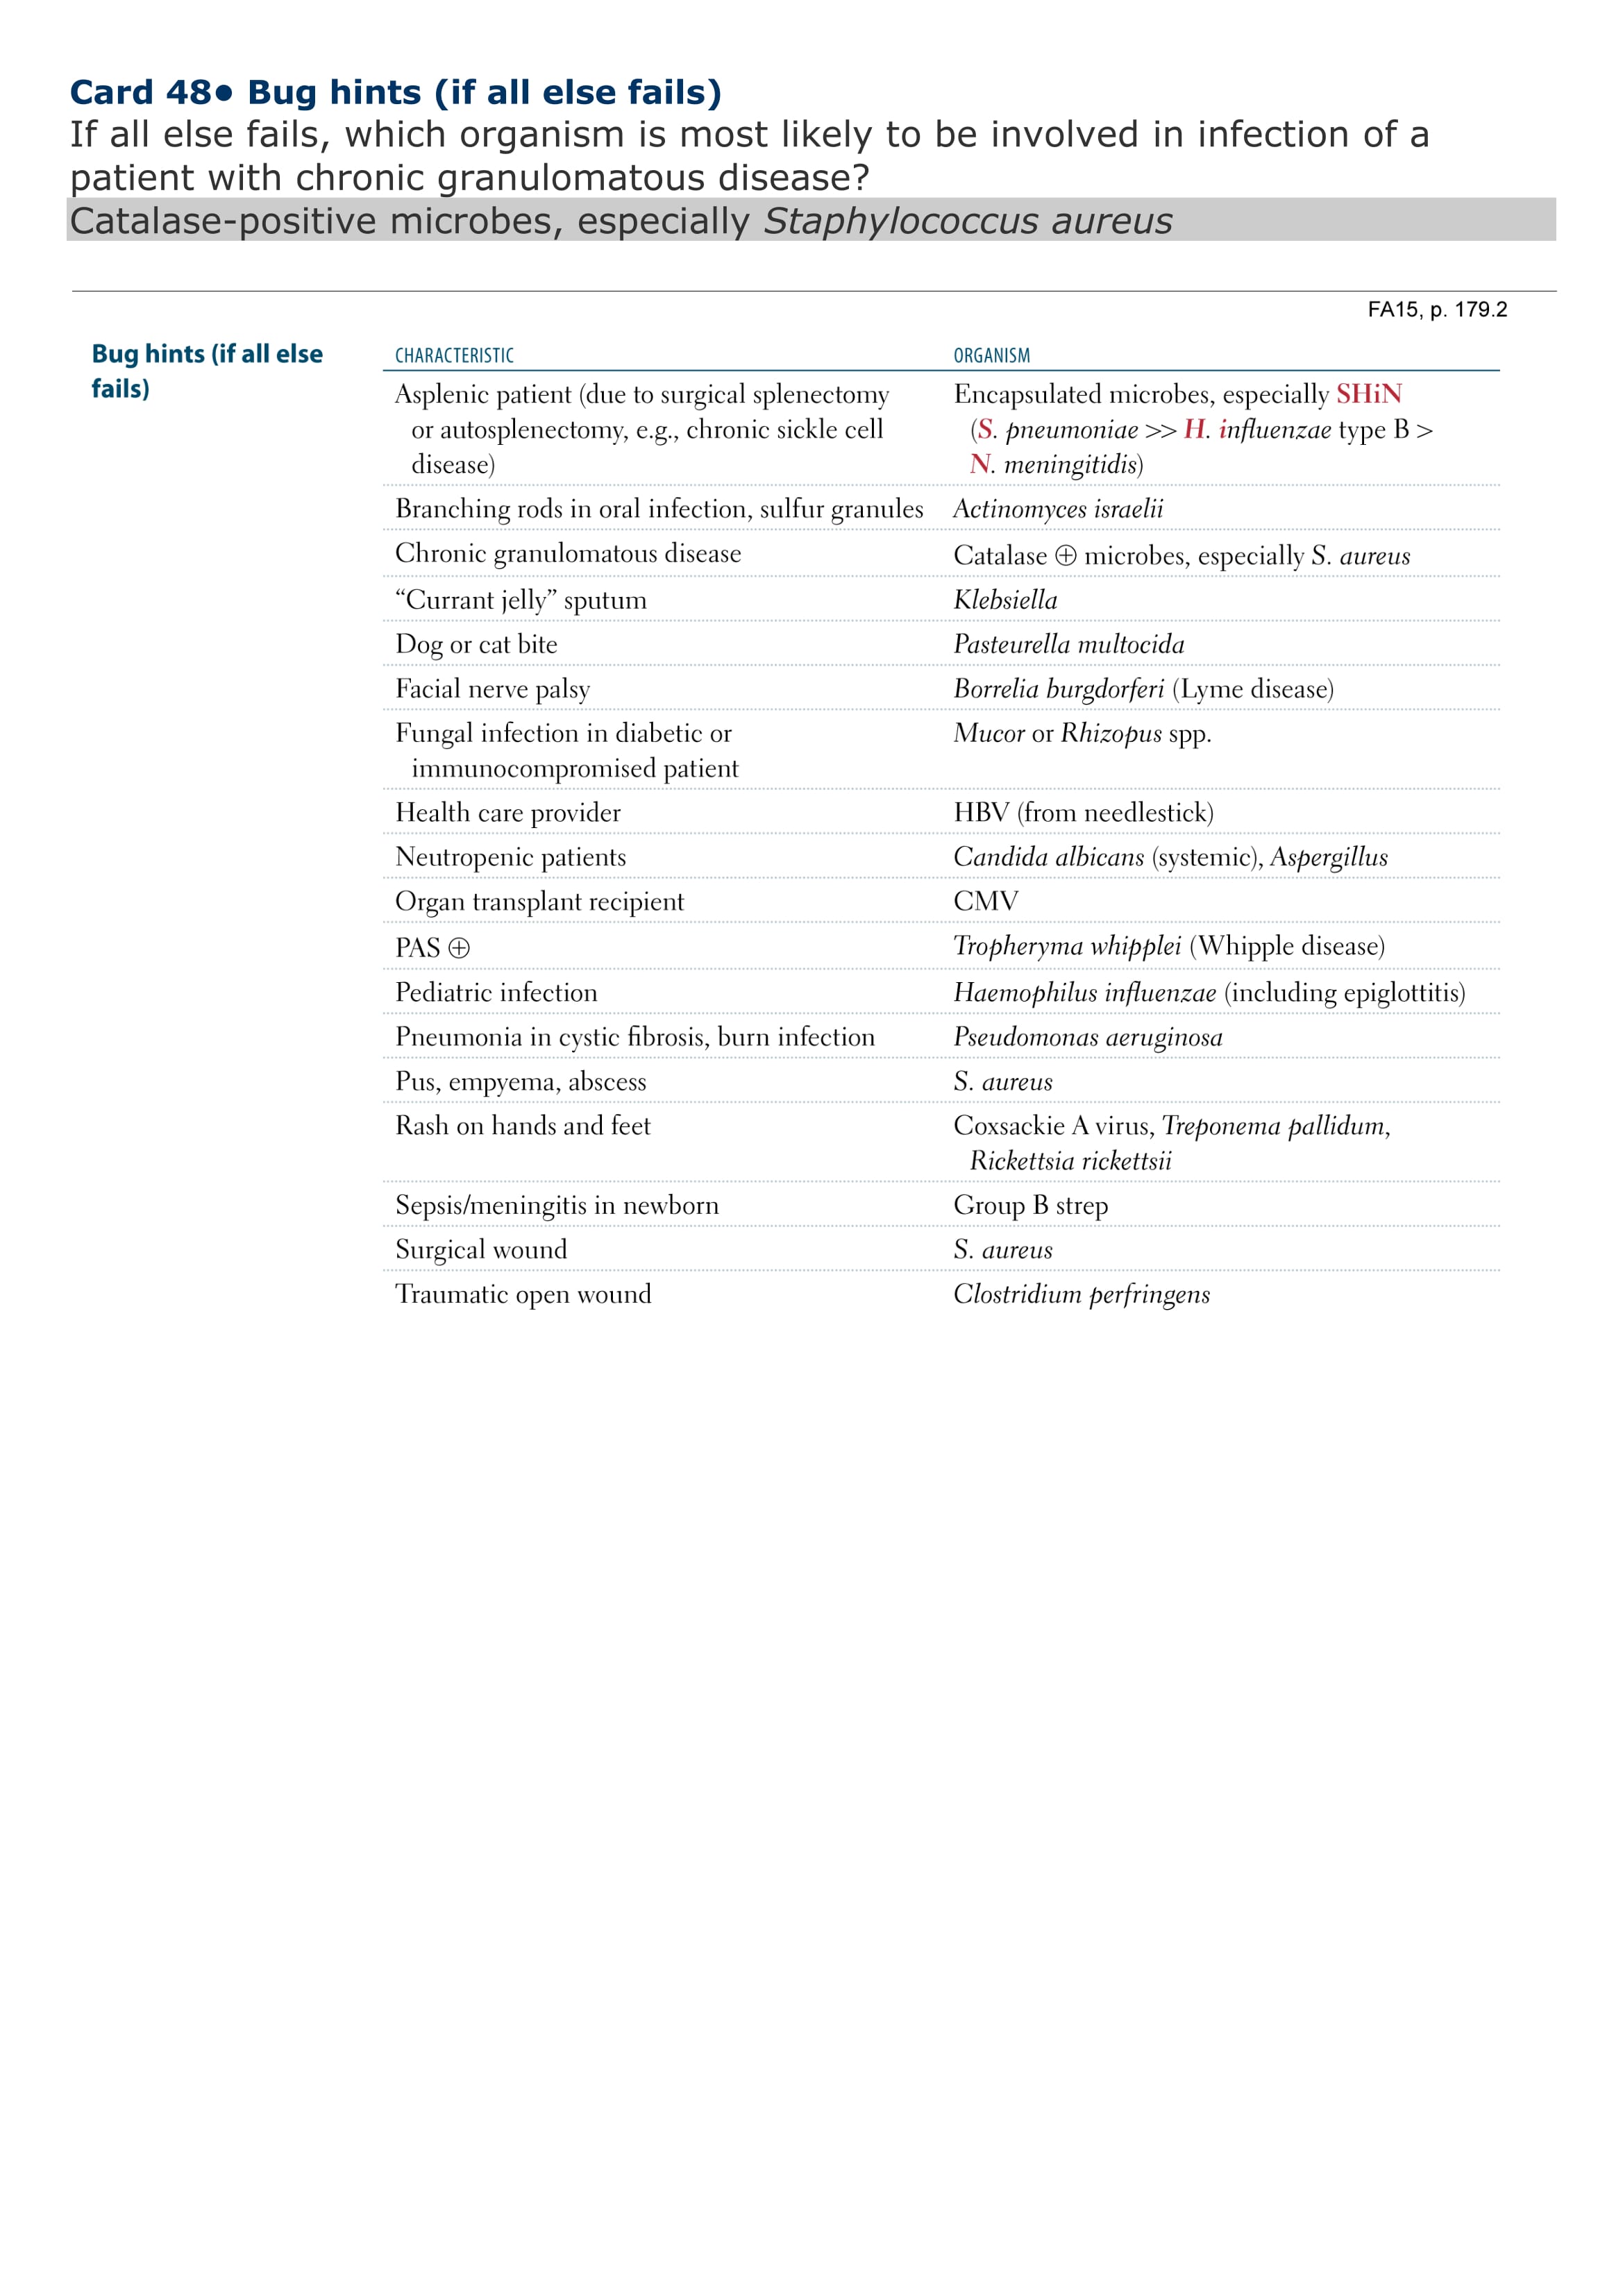 Card 48● Bug hints (if all else fails)
If all else fails, which organism is most likely to be involved in infection of a
patient with chronic granulomatous disease?
Catalase-positive microbes, especially Staphylococcus aureus
FA15, p. 179.2
Bug hints (if all else
fails)
CHARACTERISTIC ORGANISM
Asplenic patient (due to surgical splenectomy
or autosplenectomy, e.g., chronic sickle cell
disease)
Encapsulated microbes, especially SHiN
(S. pneumoniae >> H. influenzae type B >
N. meningitidis)
Branching rods in oral infection, sulfur granules Actinomyces israelii
Chronic granulomatous disease Catalase ⊕ microbes, especially S. aureus
“Currant jelly” sputum Klebsiella
Dog or cat bite Pasteurella multocida
Facial nerve palsy Borrelia burgdorferi (Lyme disease)
Fungal infection in diabetic or
immunocompromised patient
Mucor or Rhizopus spp.
Health care provider HBV (from needlestick)
Neutropenic patients Candida albicans (systemic), Aspergillus
Organ transplant recipient CMV
PAS ⊕ Tropheryma whipplei (Whipple disease)
Pediatric infection Haemophilus influenzae (including epiglottitis)
Pneumonia in cystic fibrosis, burn infection Pseudomonas aeruginosa
Pus, empyema, abscess S. aureus
Rash on hands and feet Coxsackie A virus, Treponema pallidum,
Rickettsia rickettsii
Sepsis/meningitis in newborn Group B strep
Surgical wound S. aureus
Traumatic open wound Clostridium perfringens